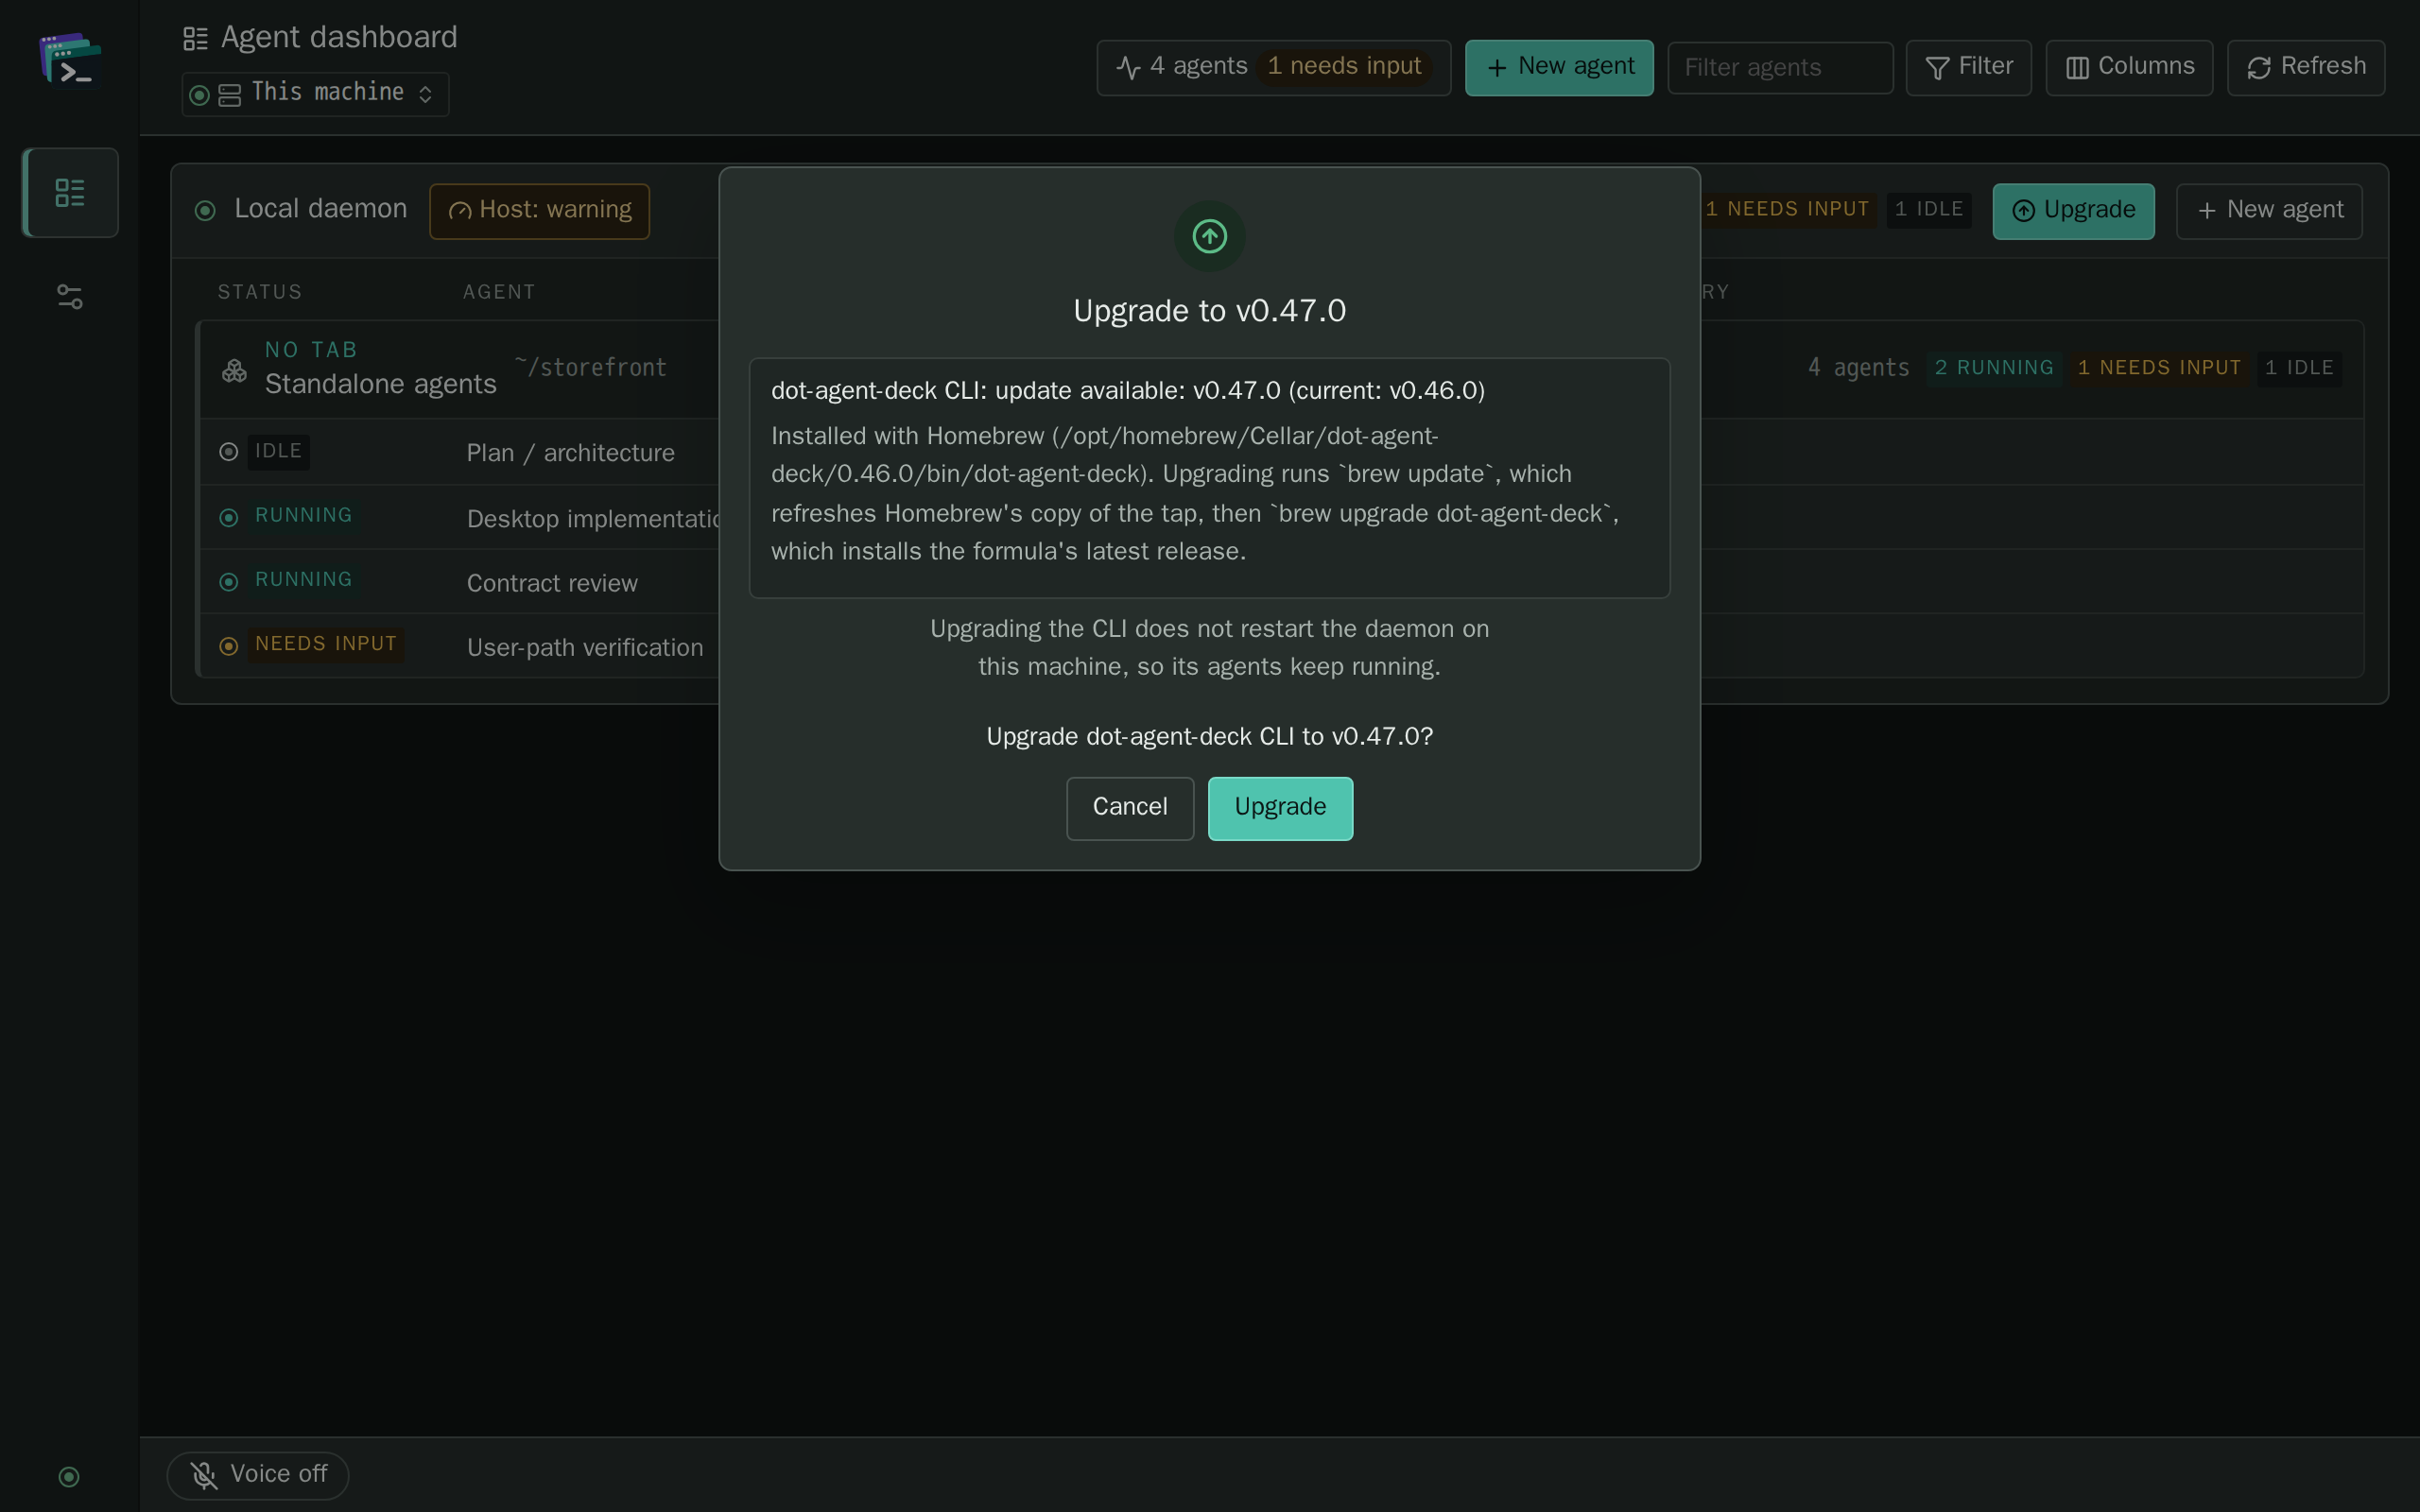 Agent dashboard
This machine
4 agents 1 needs input
New agent
Filter agents
Filter
Columns
Refresh
Local daemon
Host: warning
1 NEEDS INPUT
1 IDLE
Upgrade
New agent
STATUS
AGENT
RY
NO TAB
Standalone agents
~/storefront
4 agents
2 RUNNING
1 NEEDS INPUT
1 IDLE
IDLE
Plan / architecture
RUNNING
Desktop implementatio
RUNNING
Contract review
NEEDS INPUT
User-path verification
Upgrade to v0.47.0
dot-agent-deck CLI: update available: v0.47.0 (current: v0.46.0)
Installed with Homebrew (/opt/homebrew/Cellar/dot-agent-
deck/0.46.0/bin/dot-agent-deck). Upgrading runs `brew update`, which
refreshes Homebrew's copy of the tap, then `brew upgrade dot-agent-deck`,
which installs the formula's latest release.
Upgrading the CLI does not restart the daemon on
this machine, so its agents keep running.
Upgrade dot-agent-deck CLI to v0.47.0?
Cancel
Upgrade
Voice off